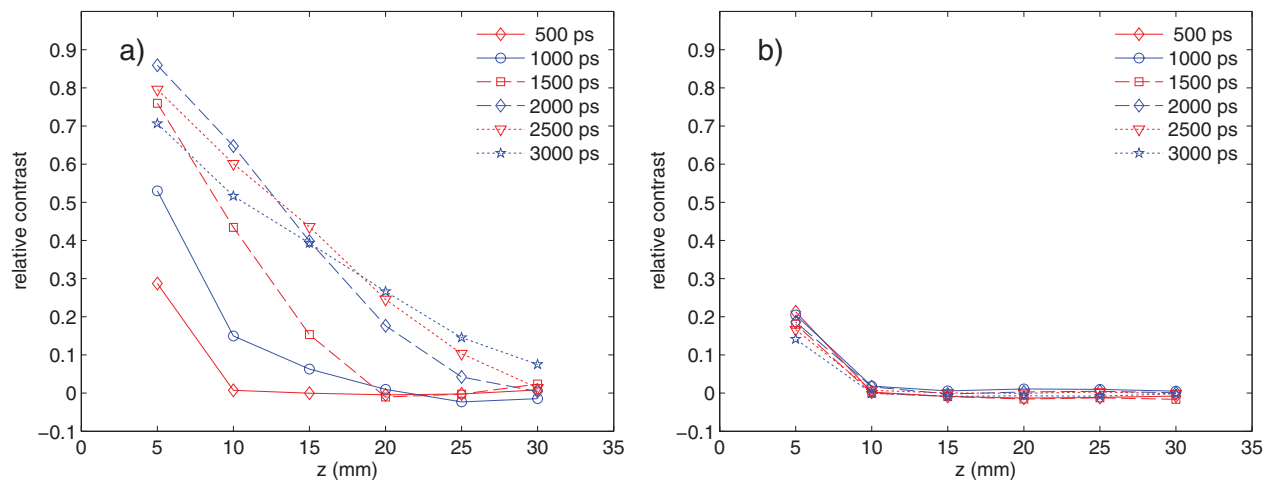 a)
500 ps
1000 ps
1500 ps
2000 ps
2500 ps
3000 ps
0.9
0.8
0.7
0.6
0.5
0.4
0.3
0.2
0.1
0
−0.1
relative contrast
0 5 10 15 20 25 30 35
z (mm)
b)
500 ps
1000 ps
1500 ps
2000 ps
2500 ps
3000 ps
0.9
0.8
0.7
0.6
0.5
0.4
0.3
0.2
0.1
0
−0.1
relative contrast
0 5 10 15 20 25 30 35
z (mm)